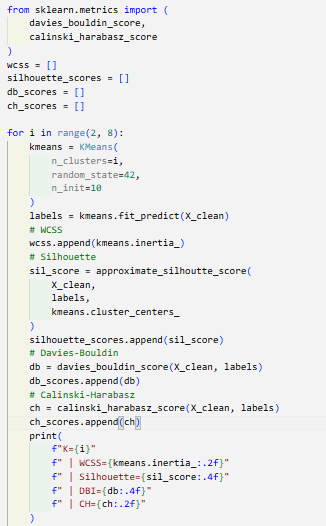 from sklearn.metrics import (
    davies_bouldin_score,
    calinski_harabasz_score
)
wcss = []
silhouette_scores = []
db_scores = []
ch_scores = []

for i in range(2, 8):
    kmeans = KMeans(
        n_clusters=i,
        random_state=42,
        n_init=10
    )
    labels = kmeans.fit_predict(X_clean)
    # WCSS
    wcss.append(kmeans.inertia_)
    # Silhouette
    sil_score = approximate_silhoutte_score(
        X_clean,
        labels,
        kmeans.cluster_centers_
    )
    silhouette_scores.append(sil_score)
    # Davies-Bouldin
    db = davies_bouldin_score(X_clean, labels)
    db_scores.append(db)
    # Calinski-Harabasz
    ch = calinski_harabasz_score(X_clean, labels)
    ch_scores.append(ch)
    print(
        f"K={i}"
        f" | WCSS={kmeans.inertia_:.2f}"
        f" | Silhouette={sil_score:.4f}"
        f" | DBI={db:.4f}"
        f" | CH={ch:.2f}"
    )